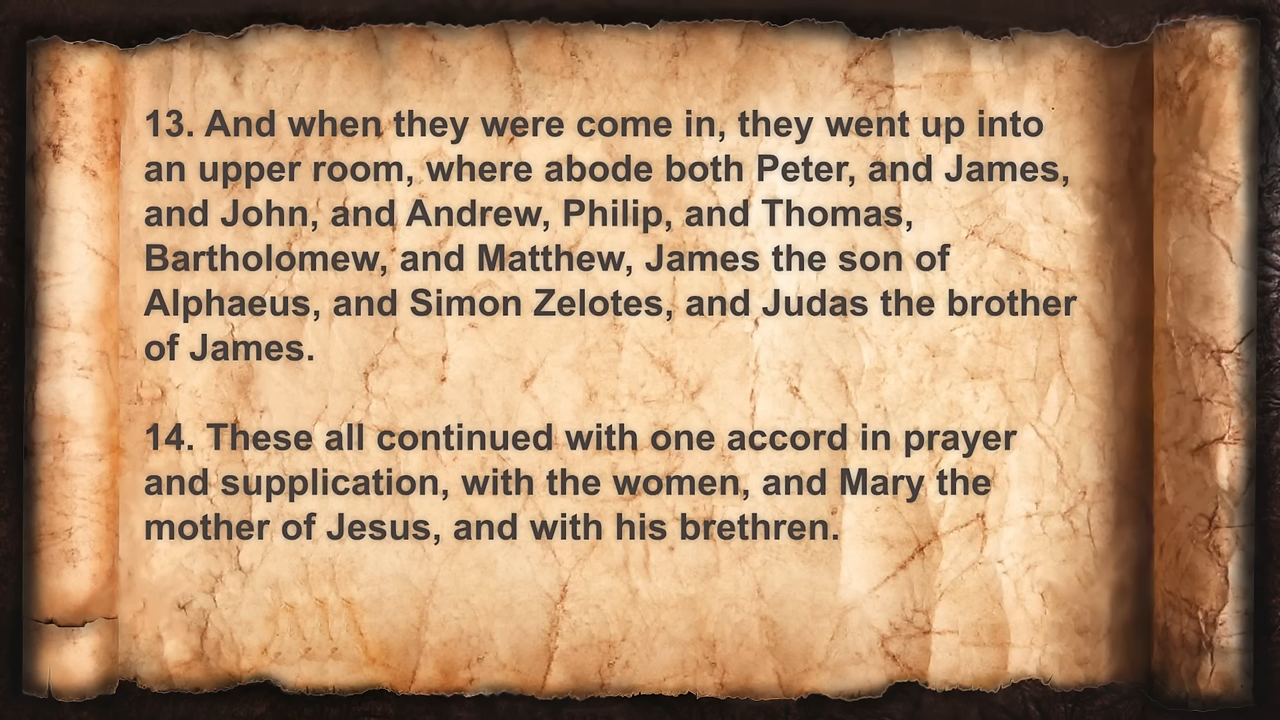 13. And when they were come in, they went up into
an upper room, where abode both Peter, and James,
and John, and Andrew, Philip, and Thomas,
Bartholomew, and Matthew, James the son of
Alphaeus, and Simon Zelotes, and Judas the brother
of James.
14. These all continued with one accord in prayer
and supplication, with the women, and Mary the
mother of Jesus, and with his brethren.